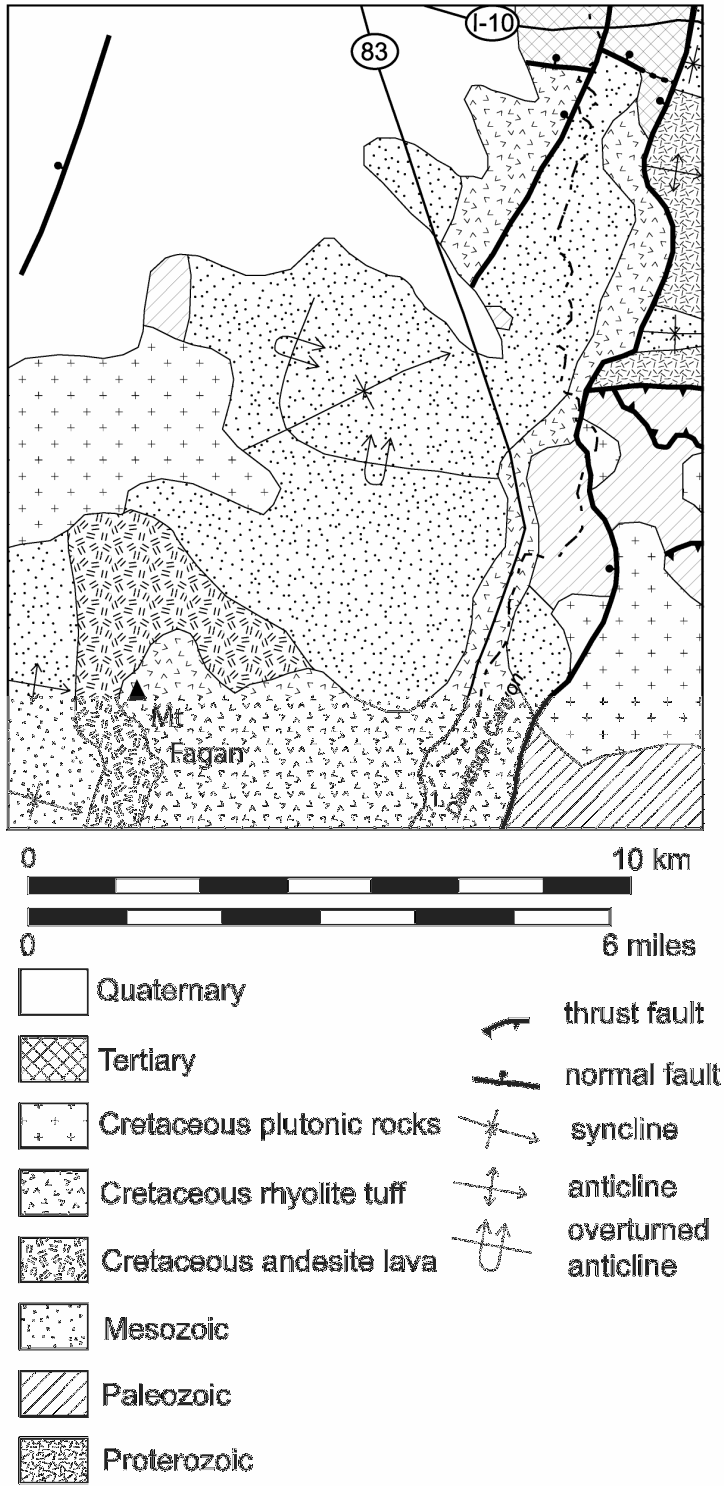 I-10
83
Mt
Fagan
Canyon
0
10 km
0
6 miles
Quaternary
Tertiary
Cretaceous plutonic rocks
Cretaceous rhyolite tuff
Cretaceous andesite lava
Mesozoic
Paleozoic
Proterozoic
thrust fault
normal fault
syncline
anticline
overturned
anticline